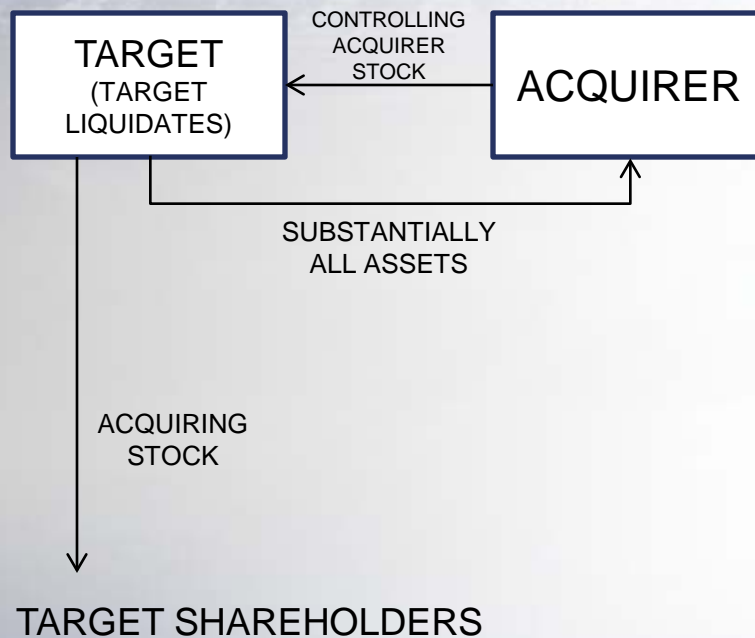 TARGET
(TARGET
LIQUIDATES)
CONTROLLING
ACQUIRER
STOCK
ACQUIRER
SUBSTANTIALLY
ALL ASSETS
ACQUIRING
STOCK
TARGET SHAREHOLDERS